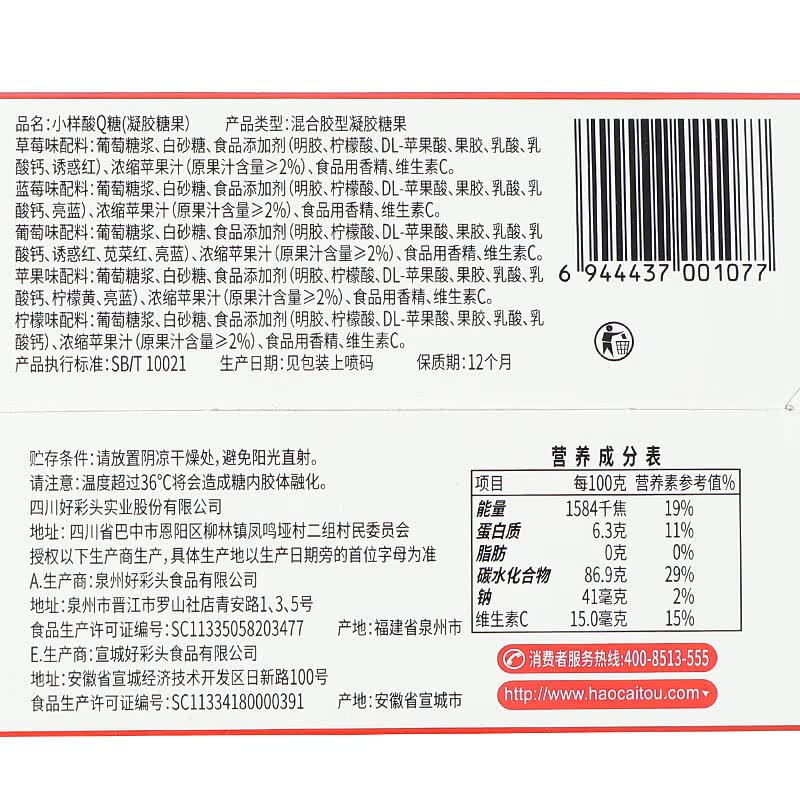 品名:小样酸Q糖(凝胶糖果) 产品类型:混合胶型凝胶糖果
草莓味配料:葡萄糖浆、白砂糖、食品添加剂(明胶、柠檬酸、DL-苹果酸、果胶、乳酸、乳
酸钙、诱惑红)、浓缩苹果汁(原果汁含量≥2%)、食品用香精、维生素C。
蓝莓味配料:葡萄糖浆、白砂糖、食品添加剂(明胶、柠檬酸、DL-苹果酸、果胶、乳酸、乳
酸钙、亮蓝)、浓缩苹果汁(原果汁含量≥2%)、食品用香精、维生素C。
葡萄味配料:葡萄糖浆、白砂糖、食品添加剂(明胶、柠檬酸、DL-苹果酸、果胶、乳酸、乳
酸钙、诱惑红、苋菜红、亮蓝)、浓缩苹果汁(原果汁含量≥2%)、食品用香精、维生素C。
苹果味配料:葡萄糖浆、白砂糖、食品添加剂(明胶、柠檬酸、DL-苹果酸、果胶、乳酸、乳
酸钙、柠檬黄、亮蓝)、浓缩苹果汁(原果汁含量≥2%)、食品用香精、维生素C。
柠檬味配料:葡萄糖浆、白砂糖、食品添加剂(明胶、柠檬酸、DL-苹果酸、果胶、乳酸、乳
酸钙)、浓缩苹果汁(原果汁含量≥2%)、食品用香精、维生素C。
产品执行标准:SB/T 10021 生产日期:见包装上喷码 保质期:12个月
6 944437 001077
贮存条件:请放置阴凉干燥处,避免阳光直射。
请注意:温度超过36℃将会造成糖内胶体融化。
四川好彩头实业股份有限公司
地址: 四川省巴中市恩阳区柳林镇凤鸣垭村二组村民委员会
授权以下生产商生产,具体生产地以生产日期旁的首位字母为准
A.生产商:泉州好彩头食品有限公司
地址:泉州市晋江市罗山社店青安路1、3、5号
食品生产许可证编号:SC11335058203477 产地:福建省泉州市
E.生产商:宣城好彩头食品有限公司
地址:安徽省宣城经济技术开发区日新路100号
食品生产许可证编号:SC11334180000391 产地:安徽省宣城市
营养成分表
项目 每100克 营养素参考值%
能量 1584千焦 19%
蛋白质 6.3克 11%
脂肪 0克 0%
碳水化合物 86.9克 29%
钠 41毫克 2%
维生素C 15.0毫克 15%
消费者服务热线:400-8513-555
http://www.haocaitou.com